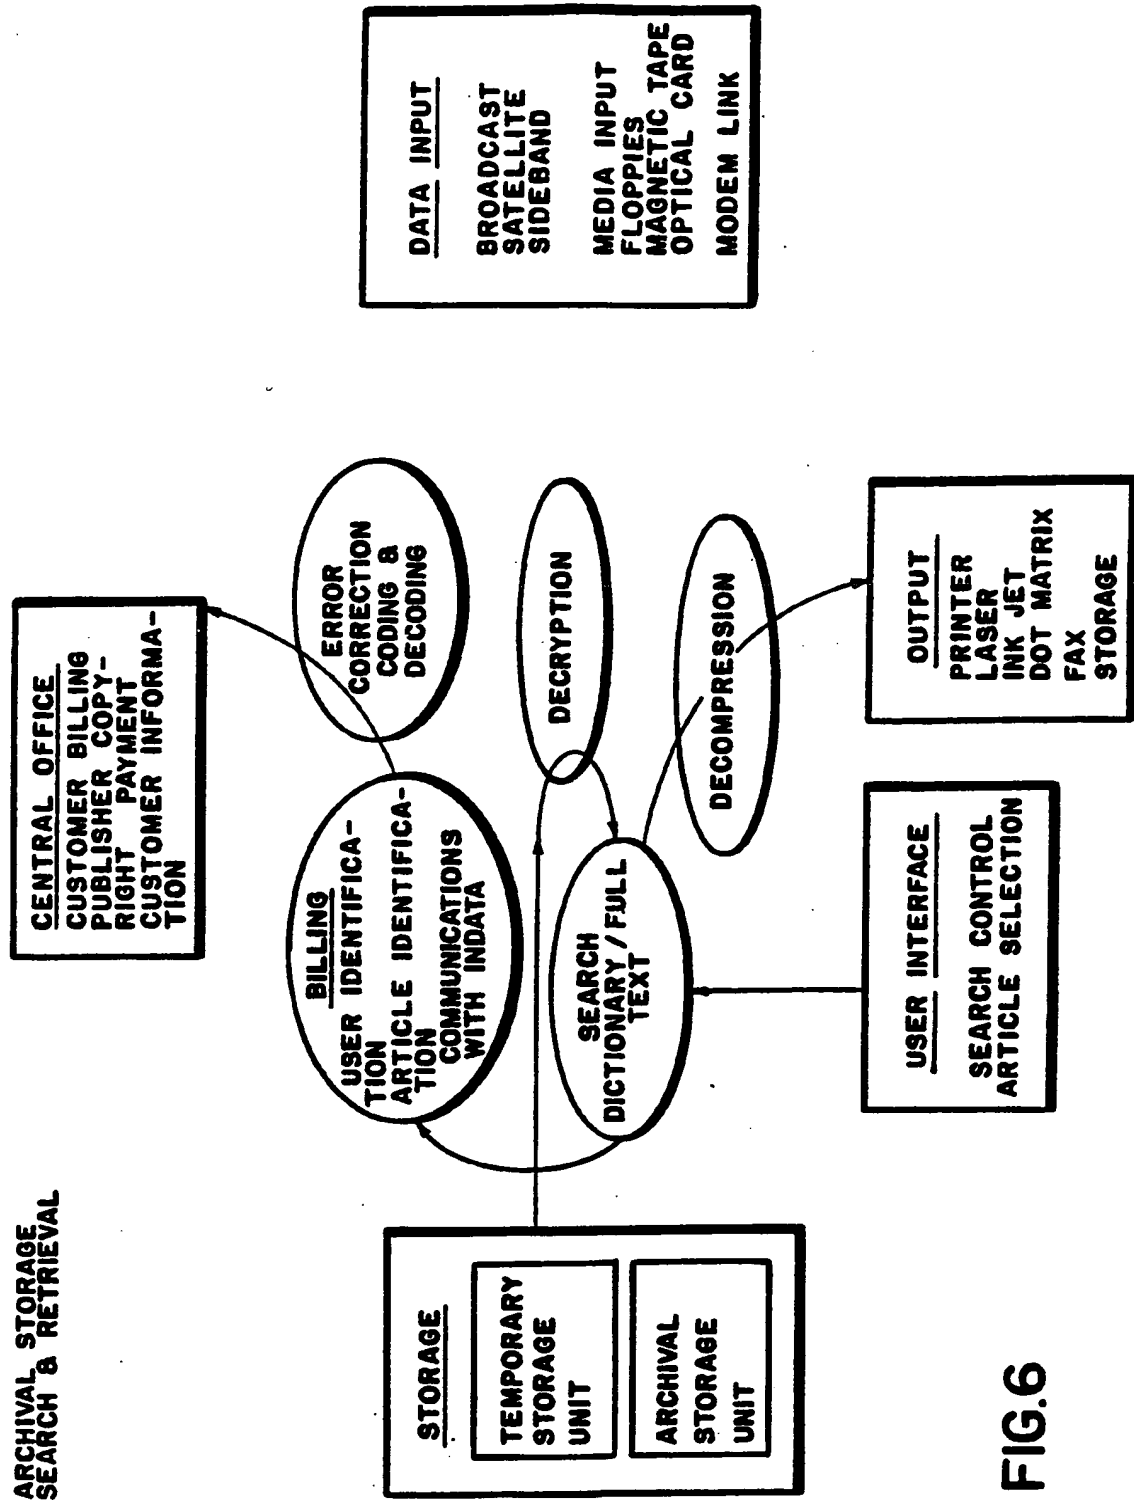 ARCHIVAL STORAGE
SEARCH & RETRIEVAL
CENTRAL OFFICE
CUSTOMER BILLING
PUBLISHER COPY-
RIGHT PAYMENT
CUSTOMER INFORMA-
TION
BILLING
USER IDENTIFICA-
TION
ARTICLE IDENTIFICA-
TION
COMMUNICATIONS
WITH INDATA
ERROR
CORRECTION
CODING &
DECODING
DATA INPUT
BROADCAST
SATELLITE
SIDEBAND
MEDIA INPUT
FLOPPIES
MAGNETIC TAPE
OPTICAL CARD
MODEM LINK
STORAGE
TEMPORARY
STORAGE
UNIT
ARCHIVAL
STORAGE
UNIT
DECRYPTION
SEARCH
DICTIONARY/FULL
TEXT
DECOMPRESSION
USER INTERFACE
SEARCH CONTROL
ARTICLE SELECTION
OUTPUT
PRINTER
LASER
INK JET
DOT MATRIX
FAX
STORAGE
FIG.6